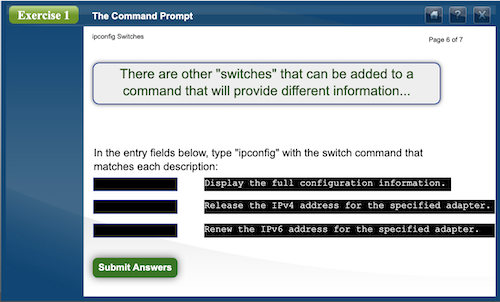 Exercise 1
The Command Prompt
?
X
ipconfig Switches
Page 6 of 7
There are other "switches" that can be added to a
command that will provide different information...
In the entry fields below, type "ipconfig" with the switch command that
matches each description:
Display the full configuration information.
Release the IPv4 address for the specified adapter.
Renew the IPv6 address for the specified adapter.
Submit Answers